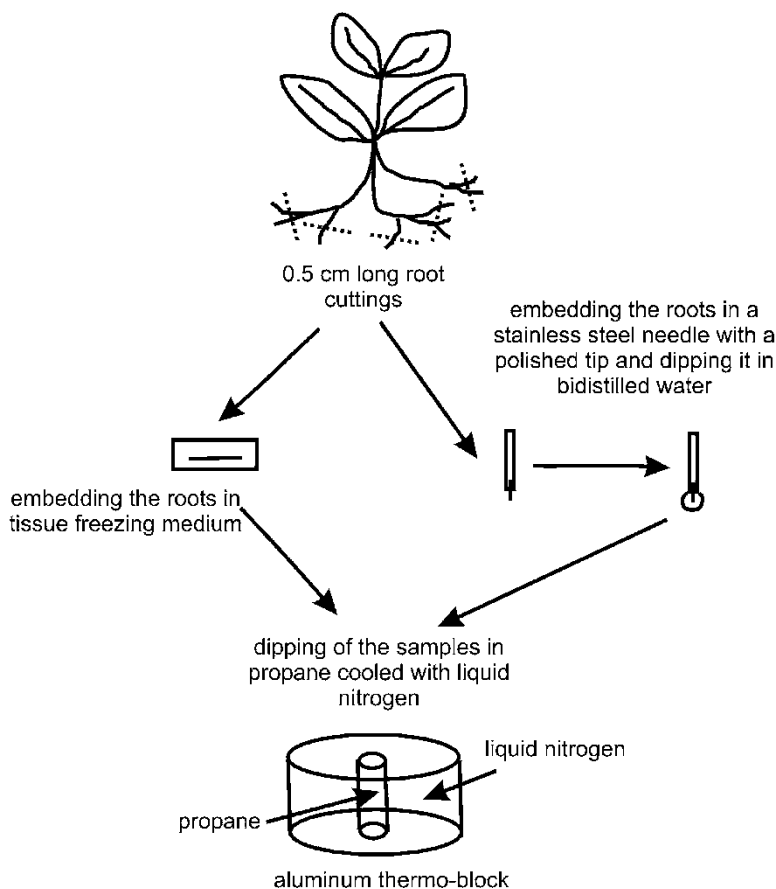 0.5 cm long root
cuttings
embedding the roots in a
stainless steel needle with a
polished tip and dipping it in
bidistilled water
embedding the roots in
tissue freezing medium
dipping of the samples in
propane cooled with liquid
nitrogen
liquid nitrogen
propane
aluminum thermo-block